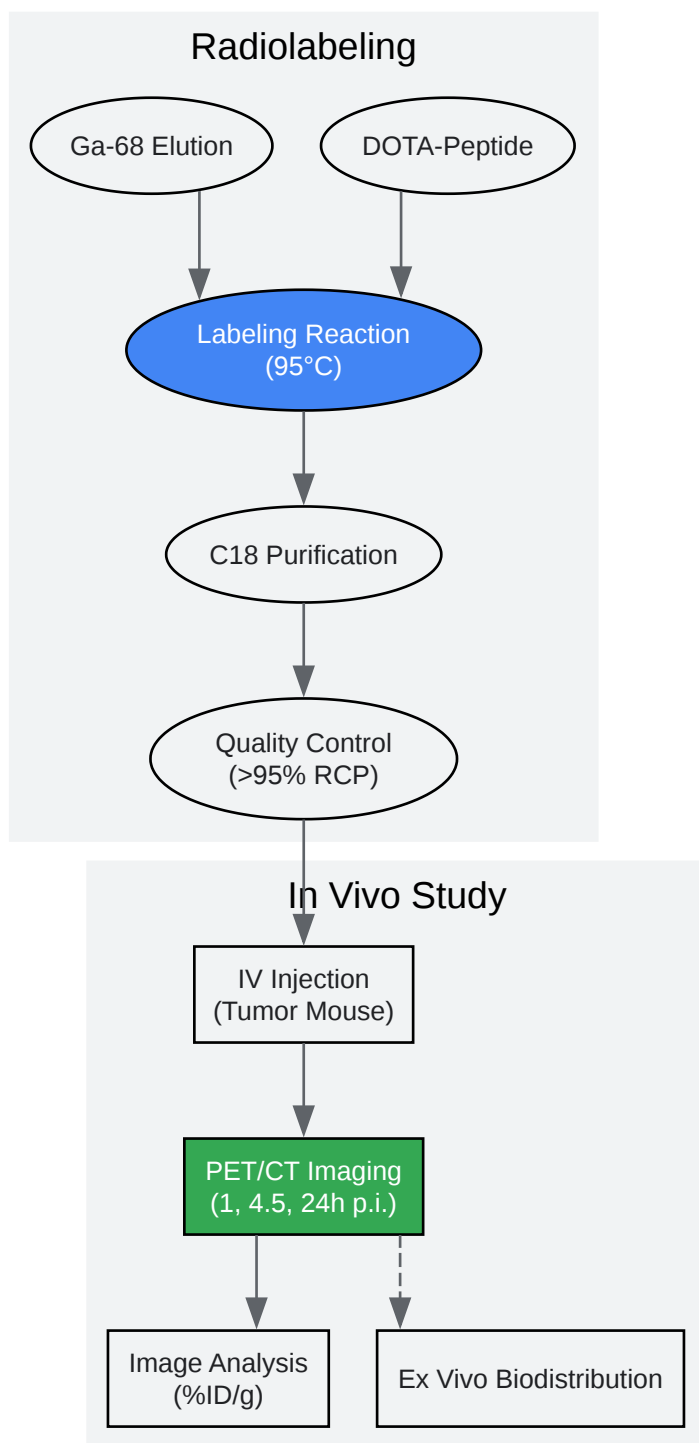 Radiolabeling
Ga-68 Elution
DOTA-Peptide
Labeling Reaction
(95°C)
C18 Purification
Quality Control
(>95% RCP)
In Vivo Study
IV Injection
(Tumor Mouse)
PET/CT Imaging
(1, 4.5, 24h p.i.)
Image Analysis
(%ID/g)
Ex Vivo Biodistribution